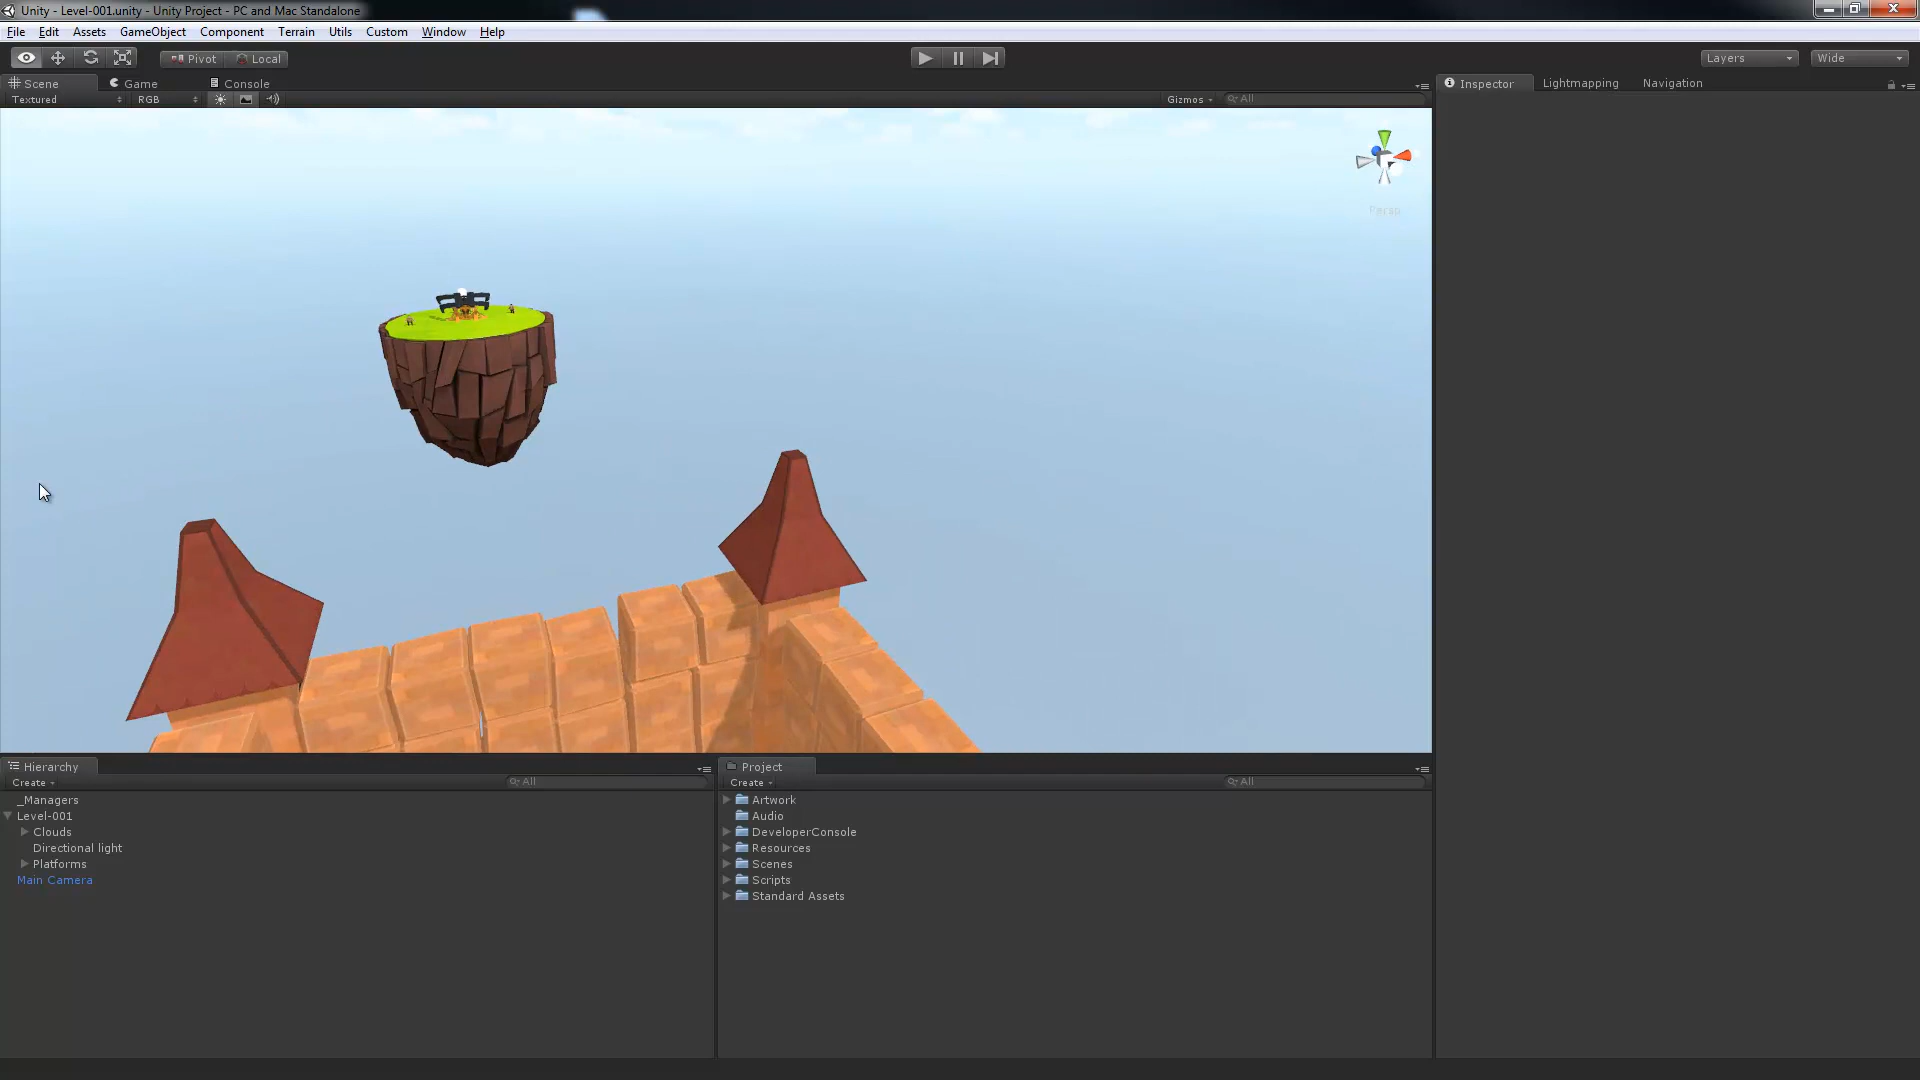 Unity - Level-001.unity - Unity Project - PC and Mac Standalone
File Edit Assets GameObject Component Terrain Utils Custom Window Help
Pivot Local Layers Wide
Scene Game Console Inspector Lightmapping Navigation
Textured RGB Gizmos All
Persp
Hierarchy Project
Create All Create All
_Managers
Level-001
Clouds
Directional light
Platforms
Main Camera
Artwork
Audio
DeveloperConsole
Resources
Scenes
Scripts
Standard Assets